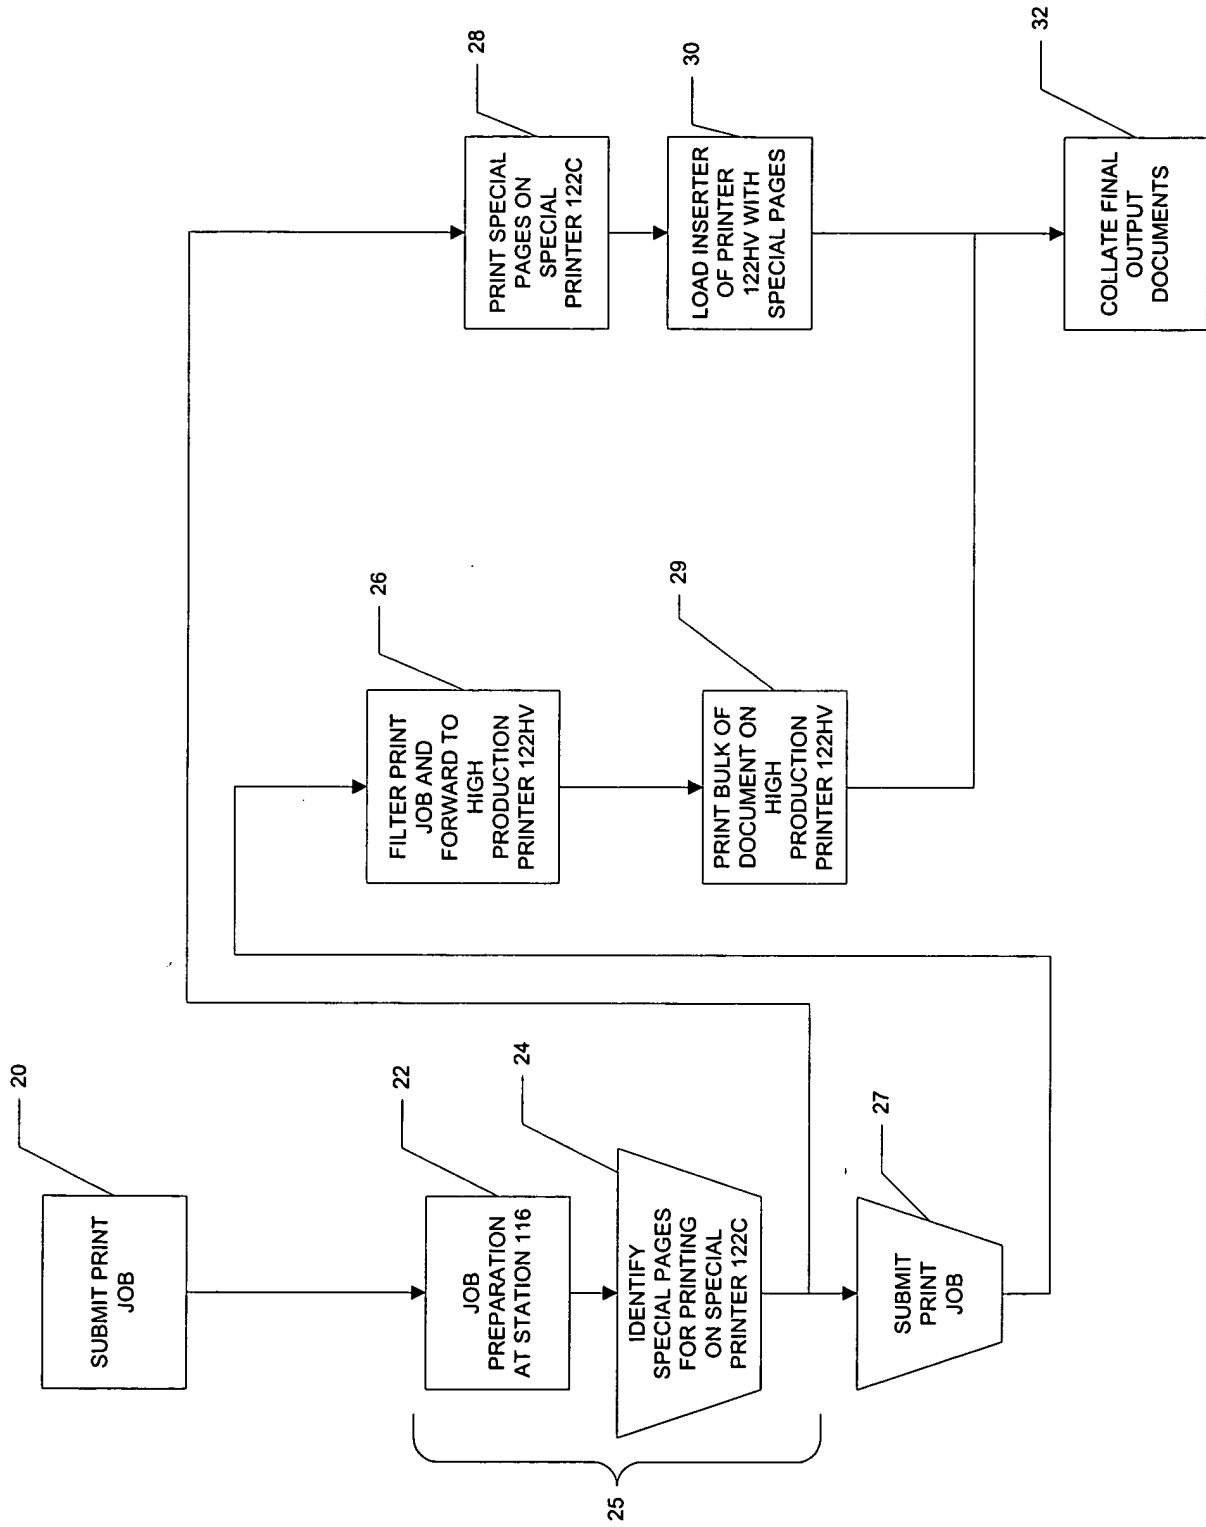 20
SUBMIT PRINT
JOB
22
JOB
PREPARATION
AT STATION 116
24
IDENTIFY
SPECIAL PAGES
FOR PRINTING
ON SPECIAL
PRINTER 122C
25
27
SUBMIT
PRINT
JOB
26
FILTER PRINT
JOB AND
FORWARD TO
HIGH
PRODUCTION
PRINTER 122HV
29
PRINT BULK OF
DOCUMENT ON
HIGH
PRODUCTION
PRINTER 122HV
28
PRINT SPECIAL
PAGES ON
SPECIAL
PRINTER 122C
30
LOAD INSERTER
OF PRINTER
122HV WITH
SPECIAL PAGES
32
COLLATE FINAL
OUTPUT
DOCUMENTS